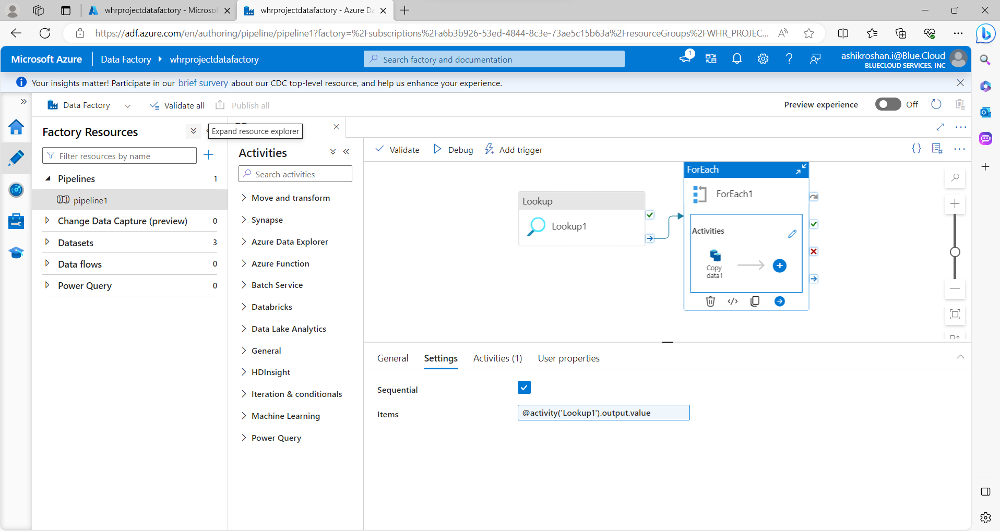 whrprojectdatafactory - Microsof
whrprojectdatafactory - Azure Da
https://adf.azure.com/en/authoring/pipeline/pipeline1?factory=%2Fsubscriptions%2Fa6b3b926-53ed-4844-8c3e-73ae5c15b63a%2FresourceGroups%2FWHR_PROJEC...
Microsoft Azure
Data Factory
whrprojectdatafactory
Search factory and documentation
1
ashikroshan.i@Blue.Cloud
BLUECLOUD SERVICES, INC
Your insights matter! Participate in our brief survery about our CDC top-level resource, and help us enhance your experience.
Data Factory
Validate all
Publish all
Preview experience
Off
Factory Resources
Expand resource explorer
Filter resources by name
Pipelines 1
pipeline1
Change Data Capture (preview) 0
Datasets 3
Data flows 0
Power Query 0
Activities
Search activities
Move and transform
Synapse
Azure Data Explorer
Azure Function
Batch Service
Databricks
Data Lake Analytics
General
HDInsight
Iteration & conditionals
Machine Learning
Power Query
Validate
Debug
Add trigger
Lookup
Lookup1
ForEach
ForEach1
Activities
Copy
data1
General
Settings
Activities (1)
User properties
Sequential
Items
@activity('Lookup1').output.value